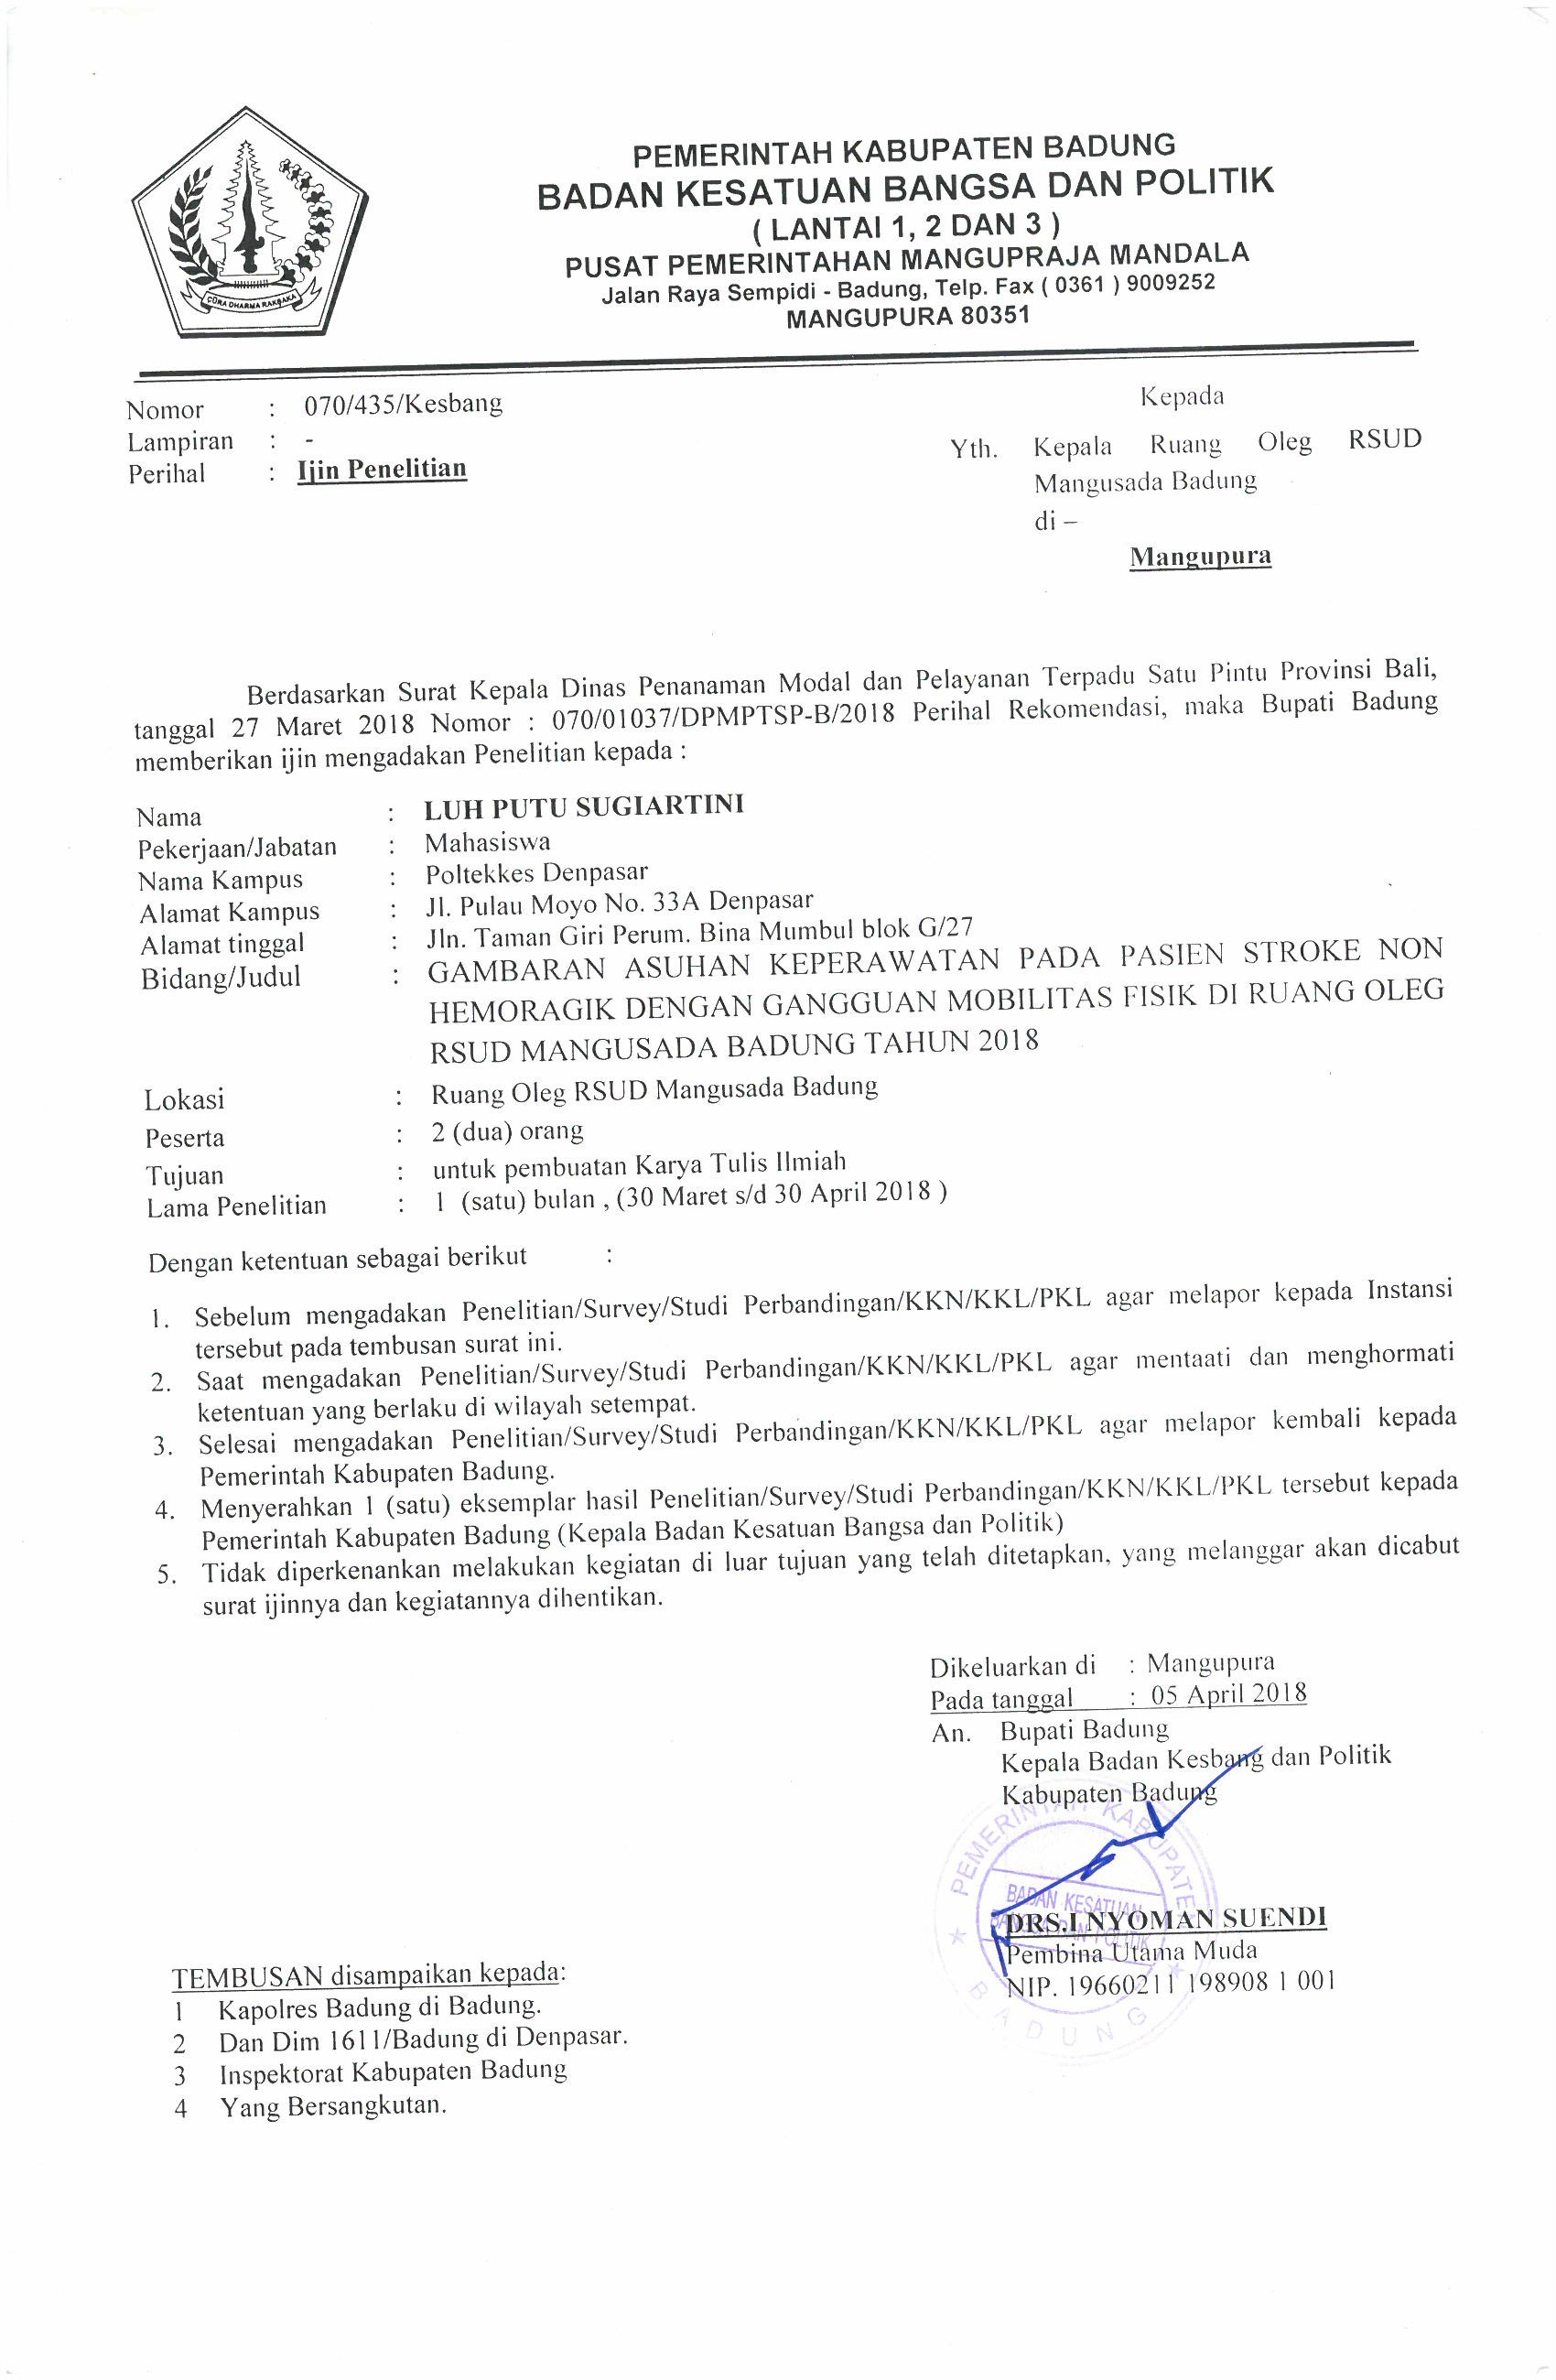 PEMERINTAH KABUPATEN BADUNG
BADAN KESATUAN BANGSA DAN POLITIK
( LANTAI 1, 2 DAN 3 )
PUSAT PEMERINTAHAN MANGUPRAJA MANDALA
Jalan Raya Sempidi - Badung, Telp. Fax ( 0361 ) 9009252
MANGUPURA 80351
ÇURA DHARMA RAKSAKA
Nomor : 070/435/Kesbang
Lampiran : -
Perihal : Ijin Penelitian
Kepada
Yth. Kepala Ruang Oleg RSUD
Mangusada Badung
di –
Mangupura
Berdasarkan Surat Kepala Dinas Penanaman Modal dan Pelayanan Terpadu Satu Pintu Provinsi Bali,
tanggal 27 Maret 2018 Nomor : 070/01037/DPMPTSP-B/2018 Perihal Rekomendasi, maka Bupati Badung
memberikan ijin mengadakan Penelitian kepada :
Nama : LUH PUTU SUGIARTINI
Pekerjaan/Jabatan : Mahasiswa
Nama Kampus : Poltekkes Denpasar
Alamat Kampus : Jl. Pulau Moyo No. 33A Denpasar
Alamat tinggal : Jln. Taman Giri Perum. Bina Mumbul blok G/27
Bidang/Judul : GAMBARAN ASUHAN KEPERAWATAN PADA PASIEN STROKE NON
HEMORAGIK DENGAN GANGGUAN MOBILITAS FISIK DI RUANG OLEG
RSUD MANGUSADA BADUNG TAHUN 2018
Lokasi : Ruang Oleg RSUD Mangusada Badung
Peserta : 2 (dua) orang
Tujuan : untuk pembuatan Karya Tulis Ilmiah
Lama Penelitian : 1 (satu) bulan , (30 Maret s/d 30 April 2018 )
Dengan ketentuan sebagai berikut :
1. Sebelum mengadakan Penelitian/Survey/Studi Perbandingan/KKN/KKL/PKL agar melapor kepada Instansi
tersebut pada tembusan surat ini.
2. Saat mengadakan Penelitian/Survey/Studi Perbandingan/KKN/KKL/PKL agar mentaati dan menghormati
ketentuan yang berlaku di wilayah setempat.
3. Selesai mengadakan Penelitian/Survey/Studi Perbandingan/KKN/KKL/PKL agar melapor kembali kepada
Pemerintah Kabupaten Badung.
4. Menyerahkan 1 (satu) eksemplar hasil Penelitian/Survey/Studi Perbandingan/KKN/KKL/PKL tersebut kepada
Pemerintah Kabupaten Badung (Kepala Badan Kesatuan Bangsa dan Politik)
5. Tidak diperkenankan melakukan kegiatan di luar tujuan yang telah ditetapkan, yang melanggar akan dicabut
surat ijinnya dan kegiatannya dihentikan.
Dikeluarkan di : Mangupura
Pada tanggal : 05 April 2018
An. Bupati Badung
Kepala Badan Kesbang dan Politik
Kabupaten Badung
PEMERINTAH KABUPATEN
BADAN KESATUAN
BANGSA DAN POLITIK
BADUNG
DRS.I NYOMAN SUENDI
Pembina Utama Muda
NIP. 19660211 198908 1 001
TEMBUSAN disampaikan kepada:
1 Kapolres Badung di Badung.
2 Dan Dim 1611/Badung di Denpasar.
3 Inspektorat Kabupaten Badung
4 Yang Bersangkutan.